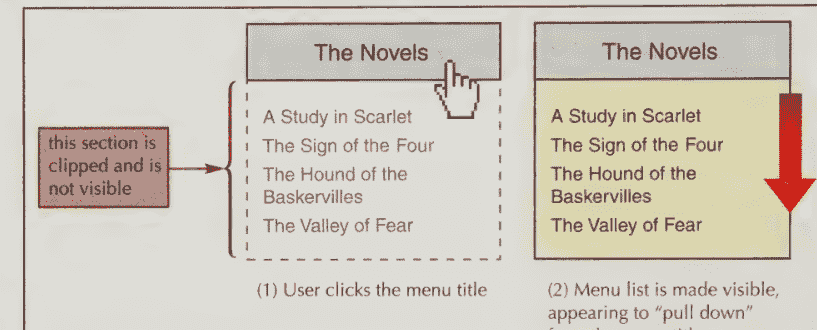 The Novels
this section is
clipped and is
not visible
A Study in Scarlet
The Sign of the Four
The Hound of the
Baskervilles
The Valley of Fear
(1) User clicks the menu title
The Novels
A Study in Scarlet
The Sign of the Four
The Hound of the
Baskervilles
The Valley of Fear
(2) Menu list is made visible,
appearing to “pull down”